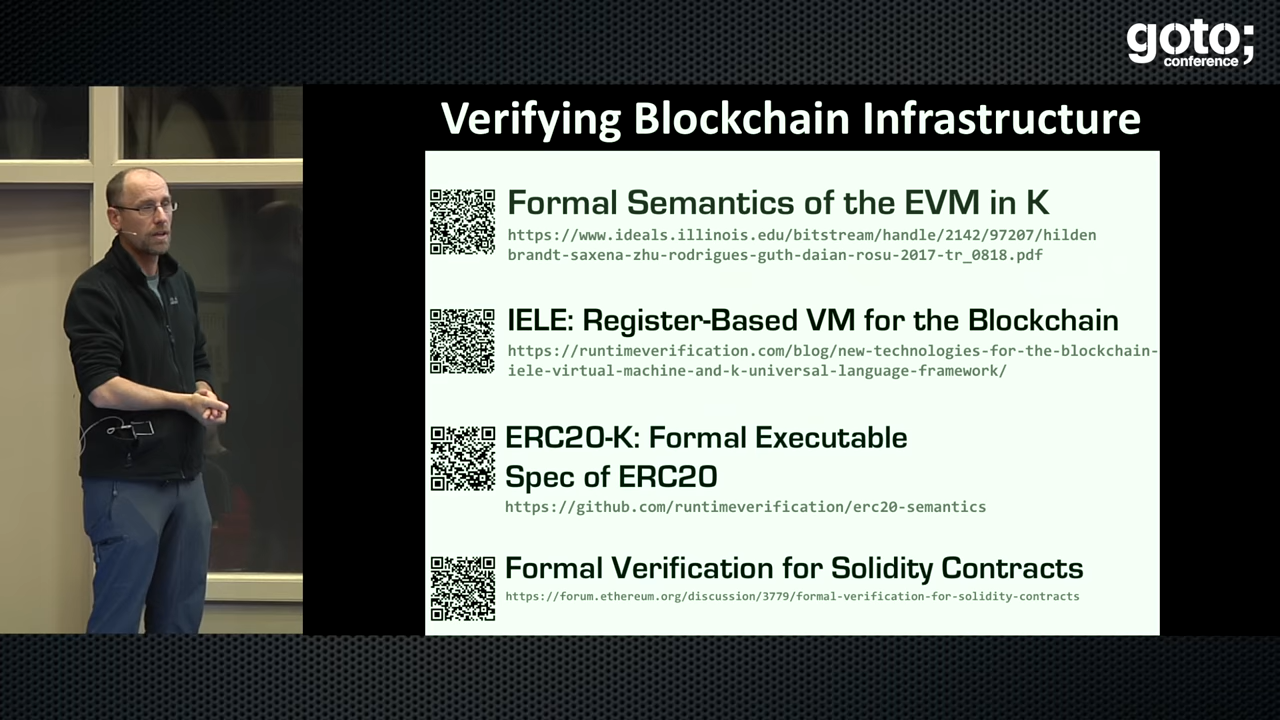 goto;
conference
Verifying Blockchain Infrastructure
Formal Semantics of the EVM in K
https://www.ideals.illinois.edu/bitstream/handle/2142/97207/hilden
brandt-saxena-zhu-rodrigues-guth-daian-rosu-2017-tr_0818.pdf
IELE: Register-Based VM for the Blockchain
https://runtimeverification.com/blog/new-technologies-for-the-blockchain-
iele-virtual-machine-and-k-universal-language-framework/
ERC20-K: Formal Executable
Spec of ERC20
https://github.com/runtimeverification/erc20-semantics
Formal Verification for Solidity Contracts
https://forum.ethereum.org/discussion/3779/formal-verification-for-solidity-contracts